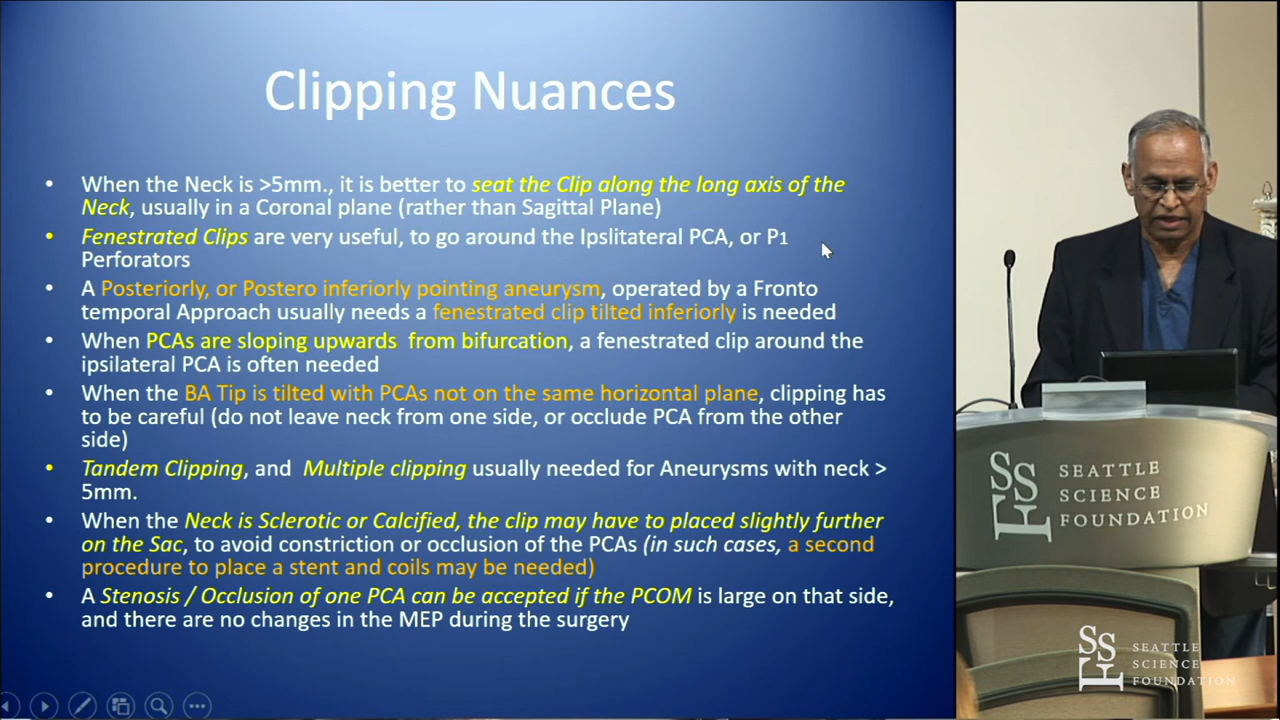 Clipping Nuances
• When the Neck is >5mm., it is better to seat the Clip along the long axis of the
Neck, usually in a Coronal plane (rather than Sagittal Plane)
• Fenestrated Clips are very useful, to go around the Ipslitateral PCA, or P1
Perforators
• A Posteriorly, or Postero inferiorly pointing aneurysm, operated by a Fronto
temporal Approach usually needs a fenestrated clip tilted inferiorly is needed
• When PCAs are sloping upwards from bifurcation, a fenestrated clip around the
ipsilateral PCA is often needed
• When the BA Tip is tilted with PCAs not on the same horizontal plane, clipping has
to be careful (do not leave neck from one side, or occlude PCA from the other
side)
• Tandem Clipping, and Multiple clipping usually needed for Aneurysms with neck >
5mm.
• When the Neck is Sclerotic or Calcified, the clip may have to placed slightly further
on the Sac, to avoid constriction or occlusion of the PCAs (in such cases, a second
procedure to place a stent and coils may be needed)
• A Stenosis / Occlusion of one PCA can be accepted if the PCOM is large on that side,
and there are no changes in the MEP during the surgery
SSF
SEATTLE
SCIENCE
FOUNDATION
SSF
SEATTLE
SCIENCE
FOUNDATION